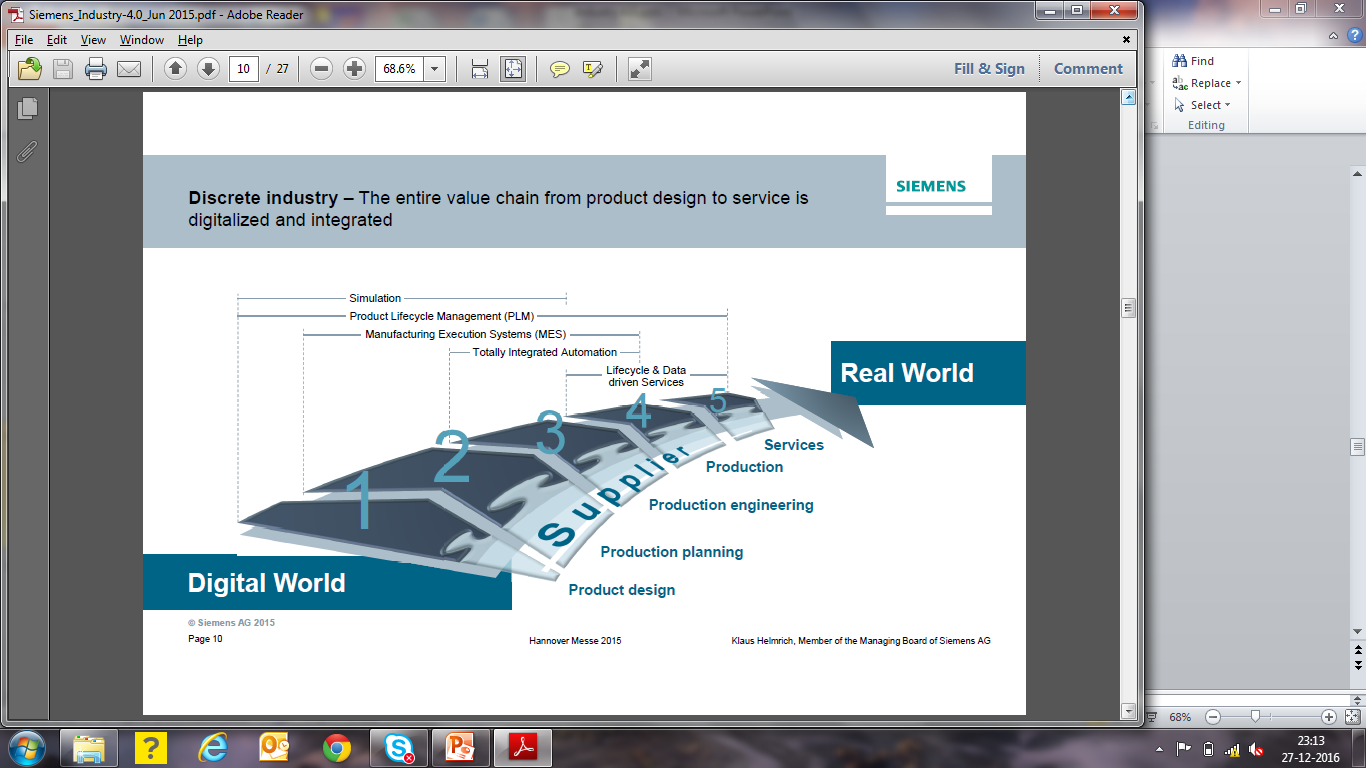 Siemens_Industry-4.0_Jun 2015.pdf - Adobe Reader
File Edit View Window Help
10 / 27
68.6%
Fill & Sign
Comment
Find
Replace
Select
Editing
Discrete industry – The entire value chain from product design to service is
digitalized and integrated
SIEMENS
Simulation
Product Lifecycle Management (PLM)
Manufacturing Execution Systems (MES)
Totally Integrated Automation
Lifecycle & Data
driven Services
Real World
1
2
3
4
5
Supplier
Services
Production
Production engineering
Production planning
Product design
Digital World
© Siemens AG 2015
Page 10
Hannover Messe 2015
Klaus Helmrich, Member of the Managing Board of Siemens AG
68%
23:13
27-12-2016